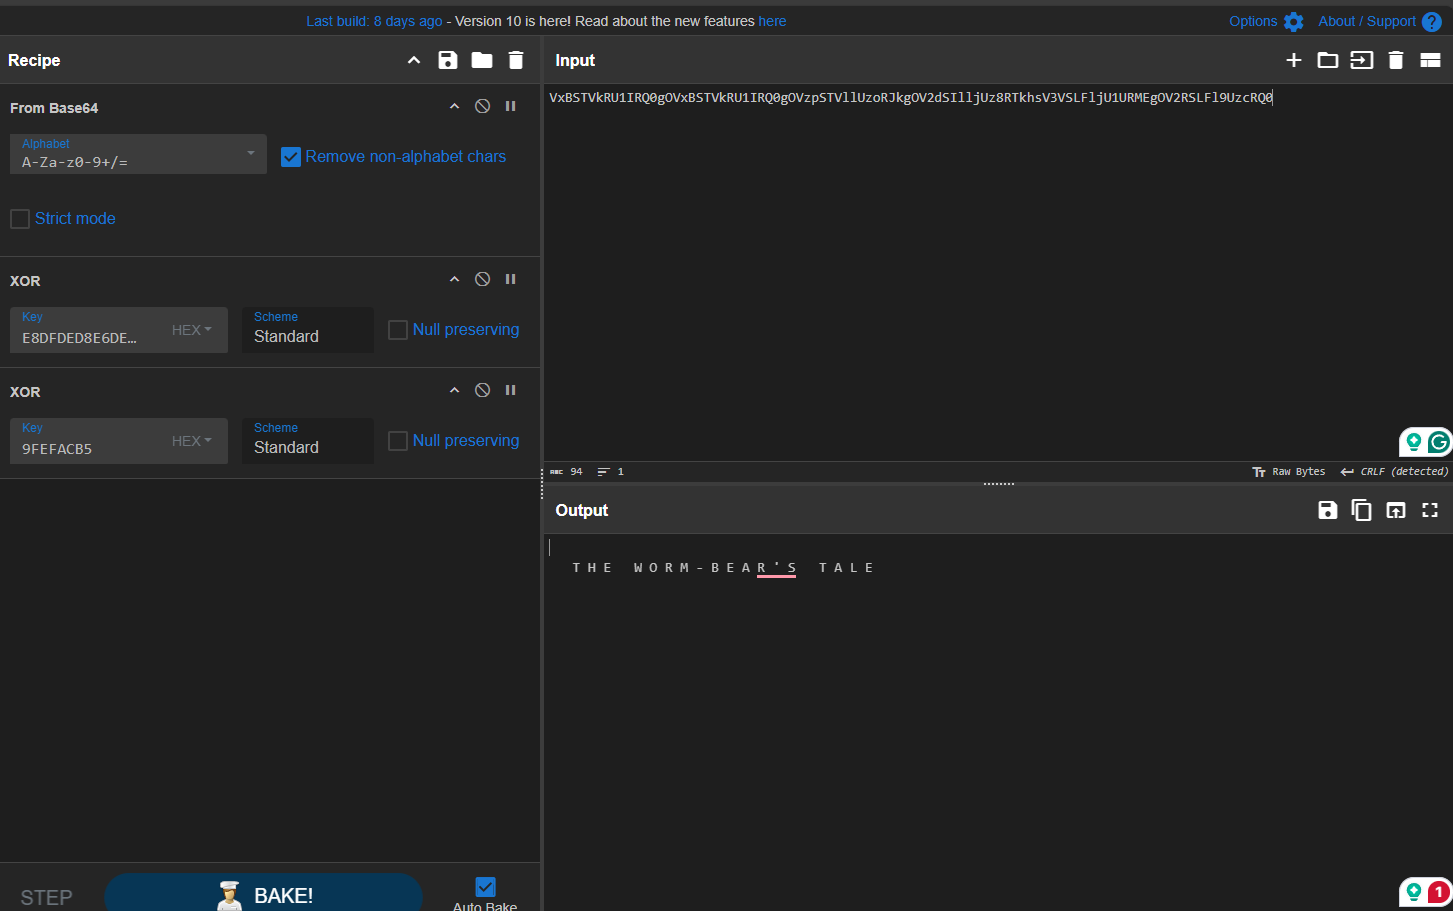 Last build: 8 days ago - Version 10 is here! Read about the new features here
Options
About / Support
Recipe
From Base64
Alphabet
A-Za-z0-9+/=
Remove non-alphabet chars
Strict mode
XOR
Key
E8DFDED8E6DE…
HEX
Scheme
Standard
Null preserving
XOR
Key
9FEFACB5
HEX
Scheme
Standard
Null preserving
STEP
BAKE!
Auto Bake
Input
VxBSTVkRU1IRQ0gOVxBSTVkRU1IRQ0gOVzpSTVllUzoRJkgOV2dSIlljUz8RTkhsV3VSLFljU1URMEgOV2RSLFl9UzcRQ0
ABC 94
1
Raw Bytes
CRLF (detected)
Output
T H E   W O R M - B E A R ' S   T A L E
1